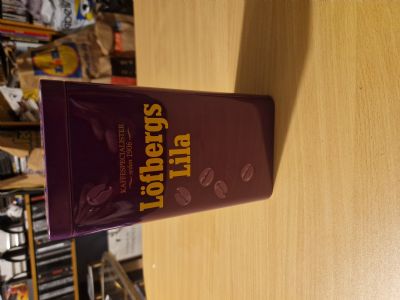 KAFFESPECIALISTER
sedan 1906
Löfbergs
Lila